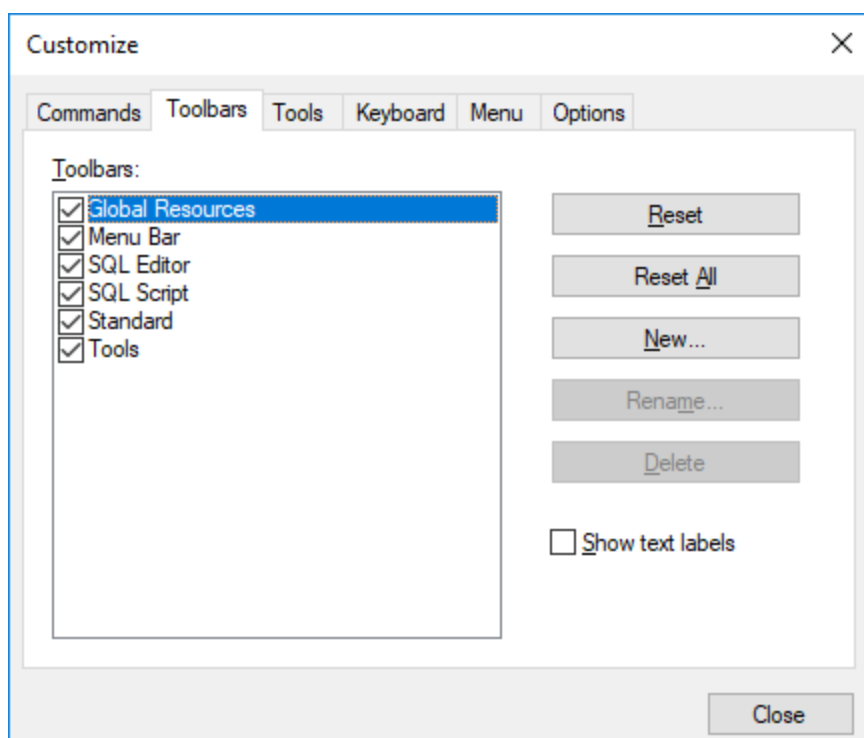 Customize
Commands Toolbars Tools Keyboard Menu Options
Toolbars:
Global Resources
Menu Bar
SQL Editor
SQL Script
Standard
Tools
Reset
Reset All
New...
Rename...
Delete
Show text labels
Close